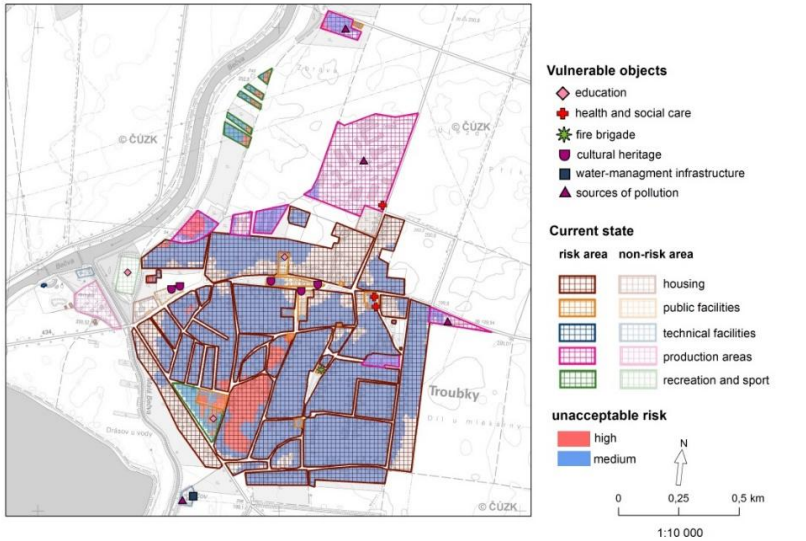 © ČÚZK
© ČÚZK
Troubky
© ČÚZK
Vulnerable objects
education
health and social care
fire brigade
cultural heritage
water-managment infrastructure
sources of pollution
Current state
risk area non-risk area
housing
public facilities
technical facilities
production areas
recreation and sport
unacceptable risk
high
medium
N
0 0,25 0,5 km
1:10 000